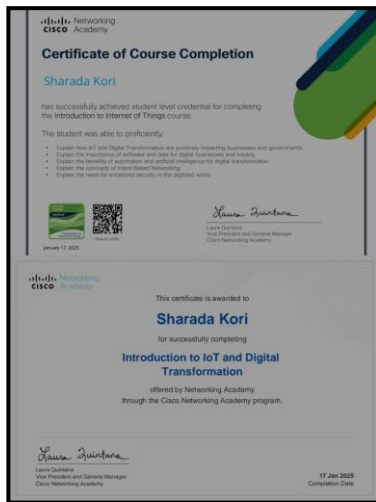 Networking
CISCO Academy
Certificate of Course Completion
Sharada Kori
has successfully achieved student level credential for completing
the Introduction to Internet of Things course.
The student was able to proficiently:
• Explain how IoT and Digital Transformation are positively impacting businesses and governments
• Explain the importance of software and data for digital businesses and society.
• Explain the benefits of automation and artificial intelligence for digital transformation.
• Explain the concepts of Intent Based Networking.
• Explain the need for enhanced security in the digitized world.
Scan to Verify
Laura Quintana
Laura Quintana
Vice President and General Manager
Cisco Networking Academy
January 17, 2025
Networking
CISCO Academy
This certificate is awarded to
Sharada Kori
for successfully completing
Introduction to IoT and Digital
Transformation
offered by Networking Academy
through the Cisco Networking Academy program.
Laura Quintana
Laura Quintana
Vice President and General Manager
Cisco Networking Academy
17 Jan 2025
Completion Date